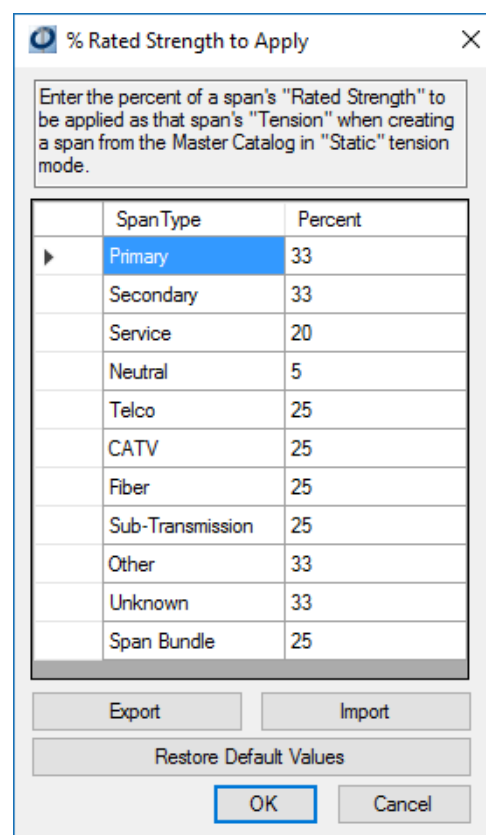 % Rated Strength to Apply
Enter the percent of a span's "Rated Strength" to
be applied as that span's "Tension" when creating
a span from the Master Catalog in "Static" tension
mode.
SpanType Percent
Primary 33
Secondary 33
Service 20
Neutral 5
Telco 25
CATV 25
Fiber 25
Sub-Transmission 25
Other 33
Unknown 33
Span Bundle 25
Export Import
Restore Default Values
OK Cancel